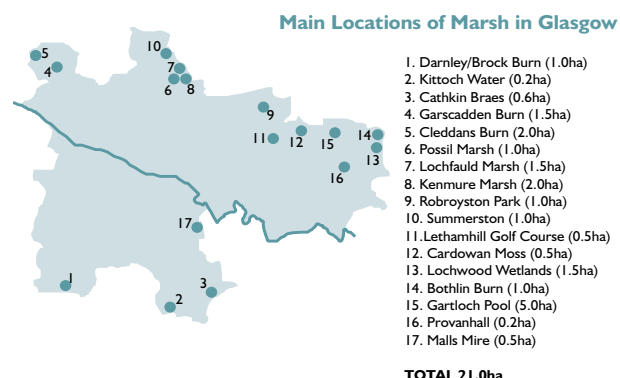 Main Locations of Marsh in Glasgow
1. Darnley/Brock Burn (1.0ha)
2. Kittoch Water (0.2ha)
3. Cathkin Braes (0.6ha)
4. Garscadden Burn (1.5ha)
5. Cleddans Burn (2.0ha)
6. Possil Marsh (1.0ha)
7. Lochfauld Marsh (1.5ha)
8. Kenmure Marsh (2.0ha)
9. Robroyston Park (1.0ha)
10. Summerston (1.0ha)
11.Lethamhill Golf Course (0.5ha)
12. Cardowan Moss (0.5ha)
13. Lochwood Wetlands (1.5ha)
14. Bothlin Burn (1.0ha)
15. Gartloch Pool (5.0ha)
16. Provanhall (0.2ha)
17. Malls Mire (0.5ha)
TOTAL 21.0ha
5
4
10
7
6
8
9
11
12
15
14
13
16
17
1
2
3